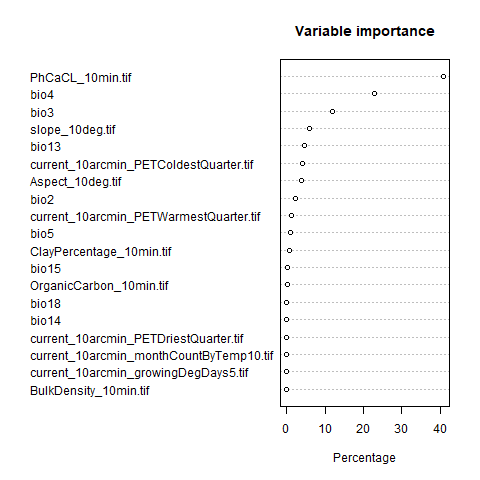 Variable importance
PhCaCL_10min.tif
bio4
bio3
slope_10deg.tif
bio13
current_10arcmin_PETColdestQuarter.tif
Aspect_10deg.tif
bio2
current_10arcmin_PETWarmestQuarter.tif
bio5
ClayPercentage_10min.tif
bio15
OrganicCarbon_10min.tif
bio18
bio14
current_10arcmin_PETDriestQuarter.tif
current_10arcmin_monthCountByTemp10.tif
current_10arcmin_growingDegDays5.tif
BulkDensity_10min.tif
0 10 20 30 40
Percentage